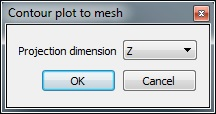 Contour plot to mesh
Projection dimension Z
OK Cancel